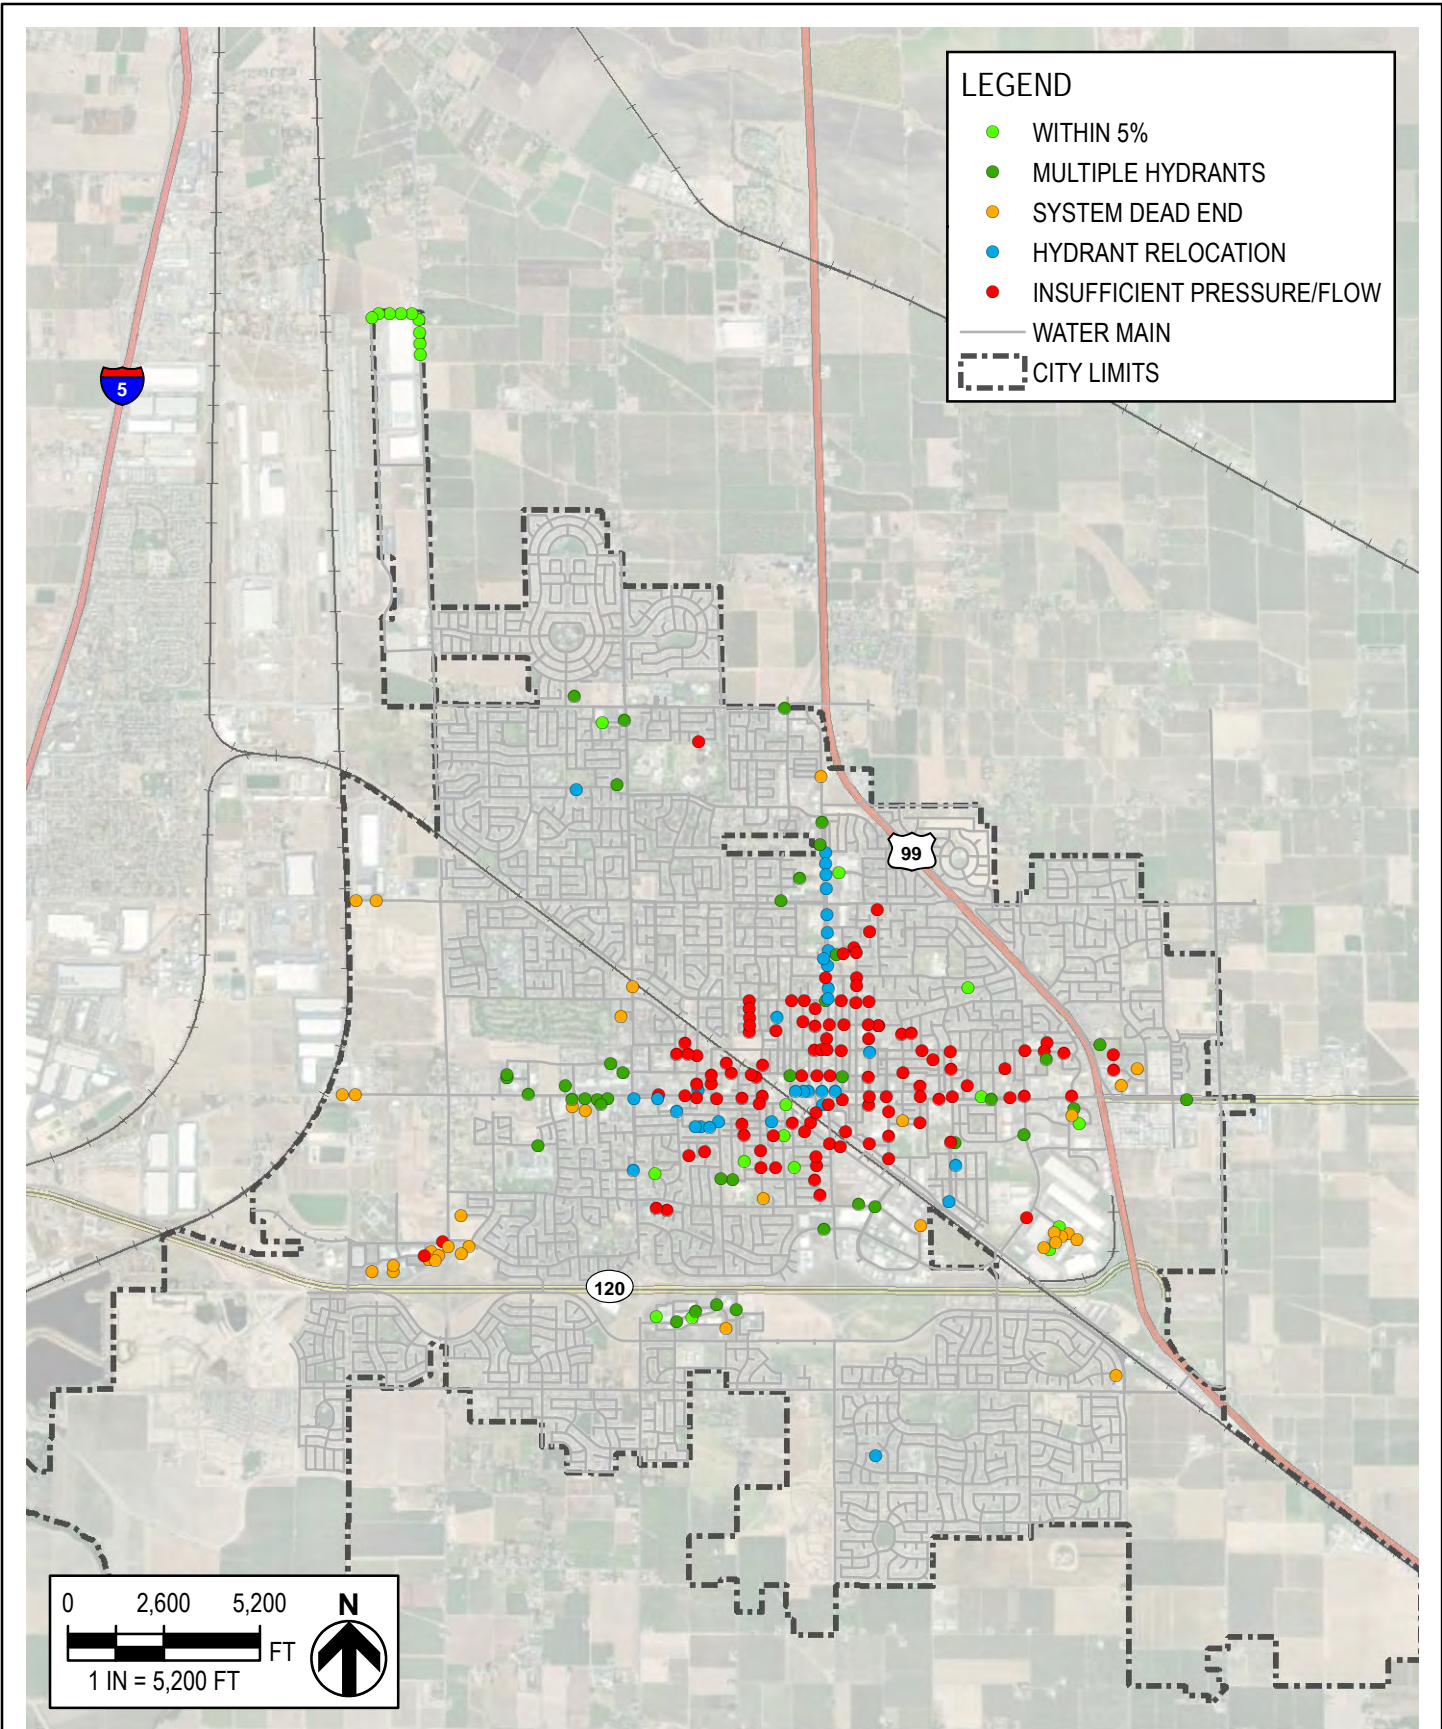 LEGEND
WITHIN 5%
MULTIPLE HYDRANTS
SYSTEM DEAD END
HYDRANT RELOCATION
INSUFFICIENT PRESSURE/FLOW
WATER MAIN
CITY LIMITS
5
99
120
0 2,600 5,200
FT
1 IN = 5,200 FT
N